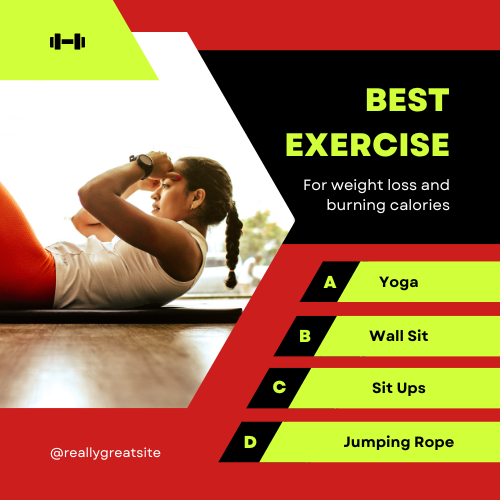 BEST
EXERCISE
For weight loss and
burning calories
A Yoga
B Wall Sit
C Sit Ups
D Jumping Rope
@reallygreatsite